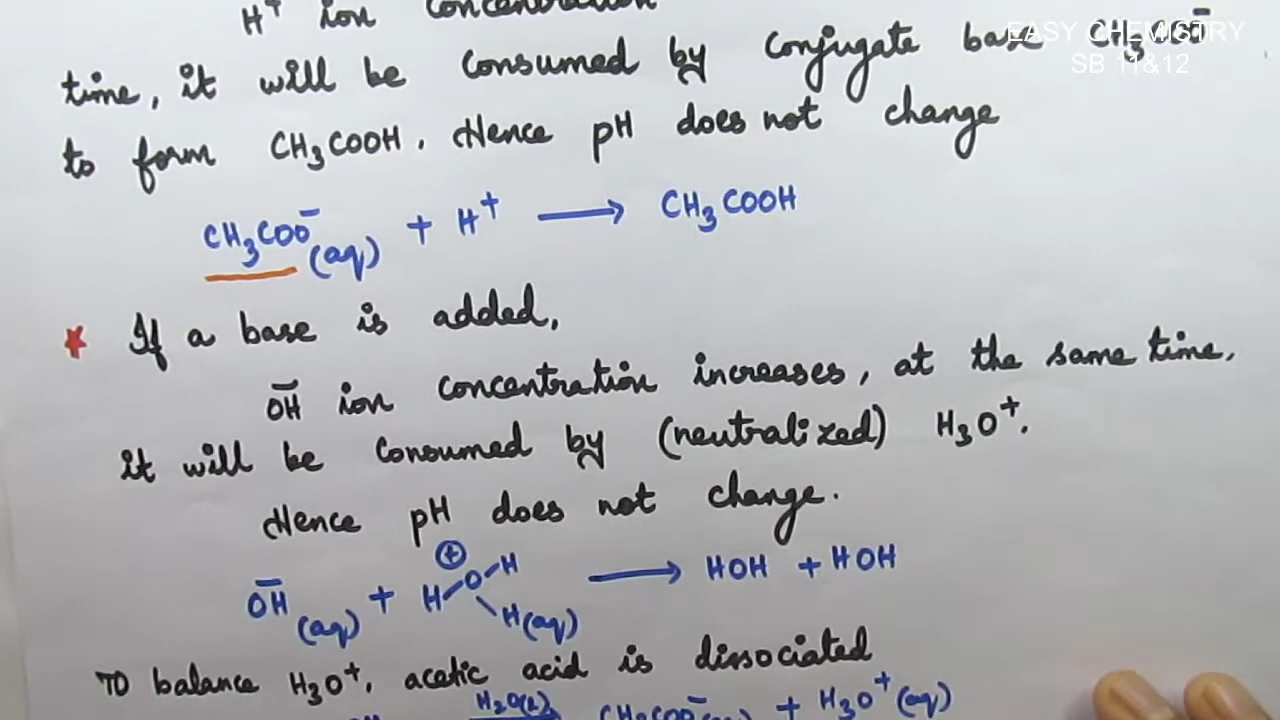 H⁺ ion concentration
time, it will be consumed by conjugate base CH₃COO⁻
EASY CHEMISTRY
SB 11&12
to form CH₃COOH. Hence pH does not change
CH₃COO⁻(aq) + H⁺ ⟶ CH₃COOH
* If a base is added,
O̅H̅ ion concentration increases, at the same time,
it will be consumed by (neutralized) H₃O⁺.
Hence pH does not change.
⊕
O̅H̅(aq) + H-O-H ⟶ HOH + HOH
H(aq)
TO balance H₃O⁺, acetic acid is dissociated
H₂O(l) CH₃COO⁻(aq) + H₃O⁺(aq)